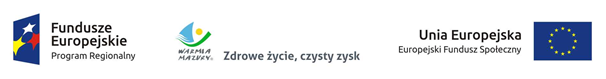 Fundusze
Europejskie
Program Regionalny
WARMIA
MAZURY
Zdrowe życie, czysty zysk
Unia Europejska
Europejski Fundusz Społeczny